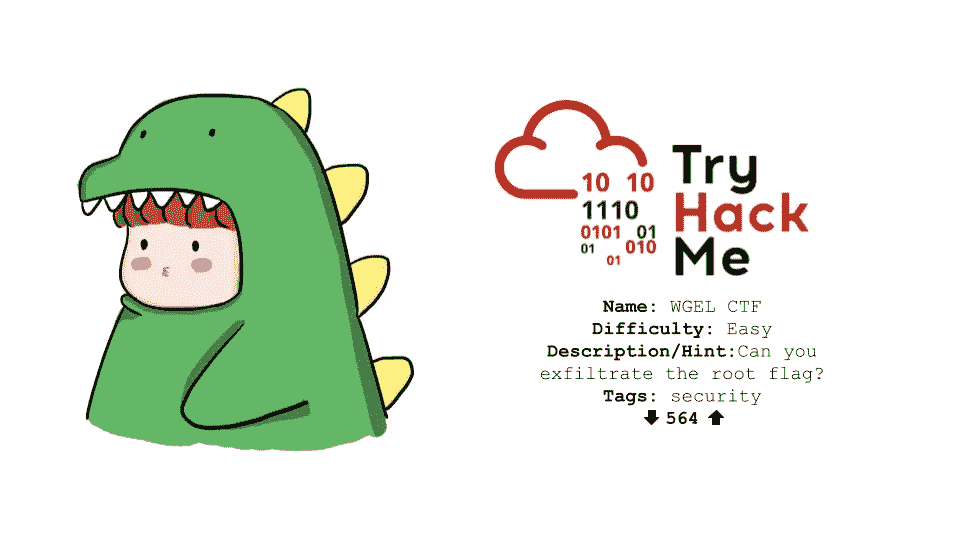 10 10
1110
0101 01
01 010
01
Try
Hack
Me
Name: WGEL CTF
Difficulty: Easy
Description/Hint:Can you
exfiltrate the root flag?
Tags: security
564